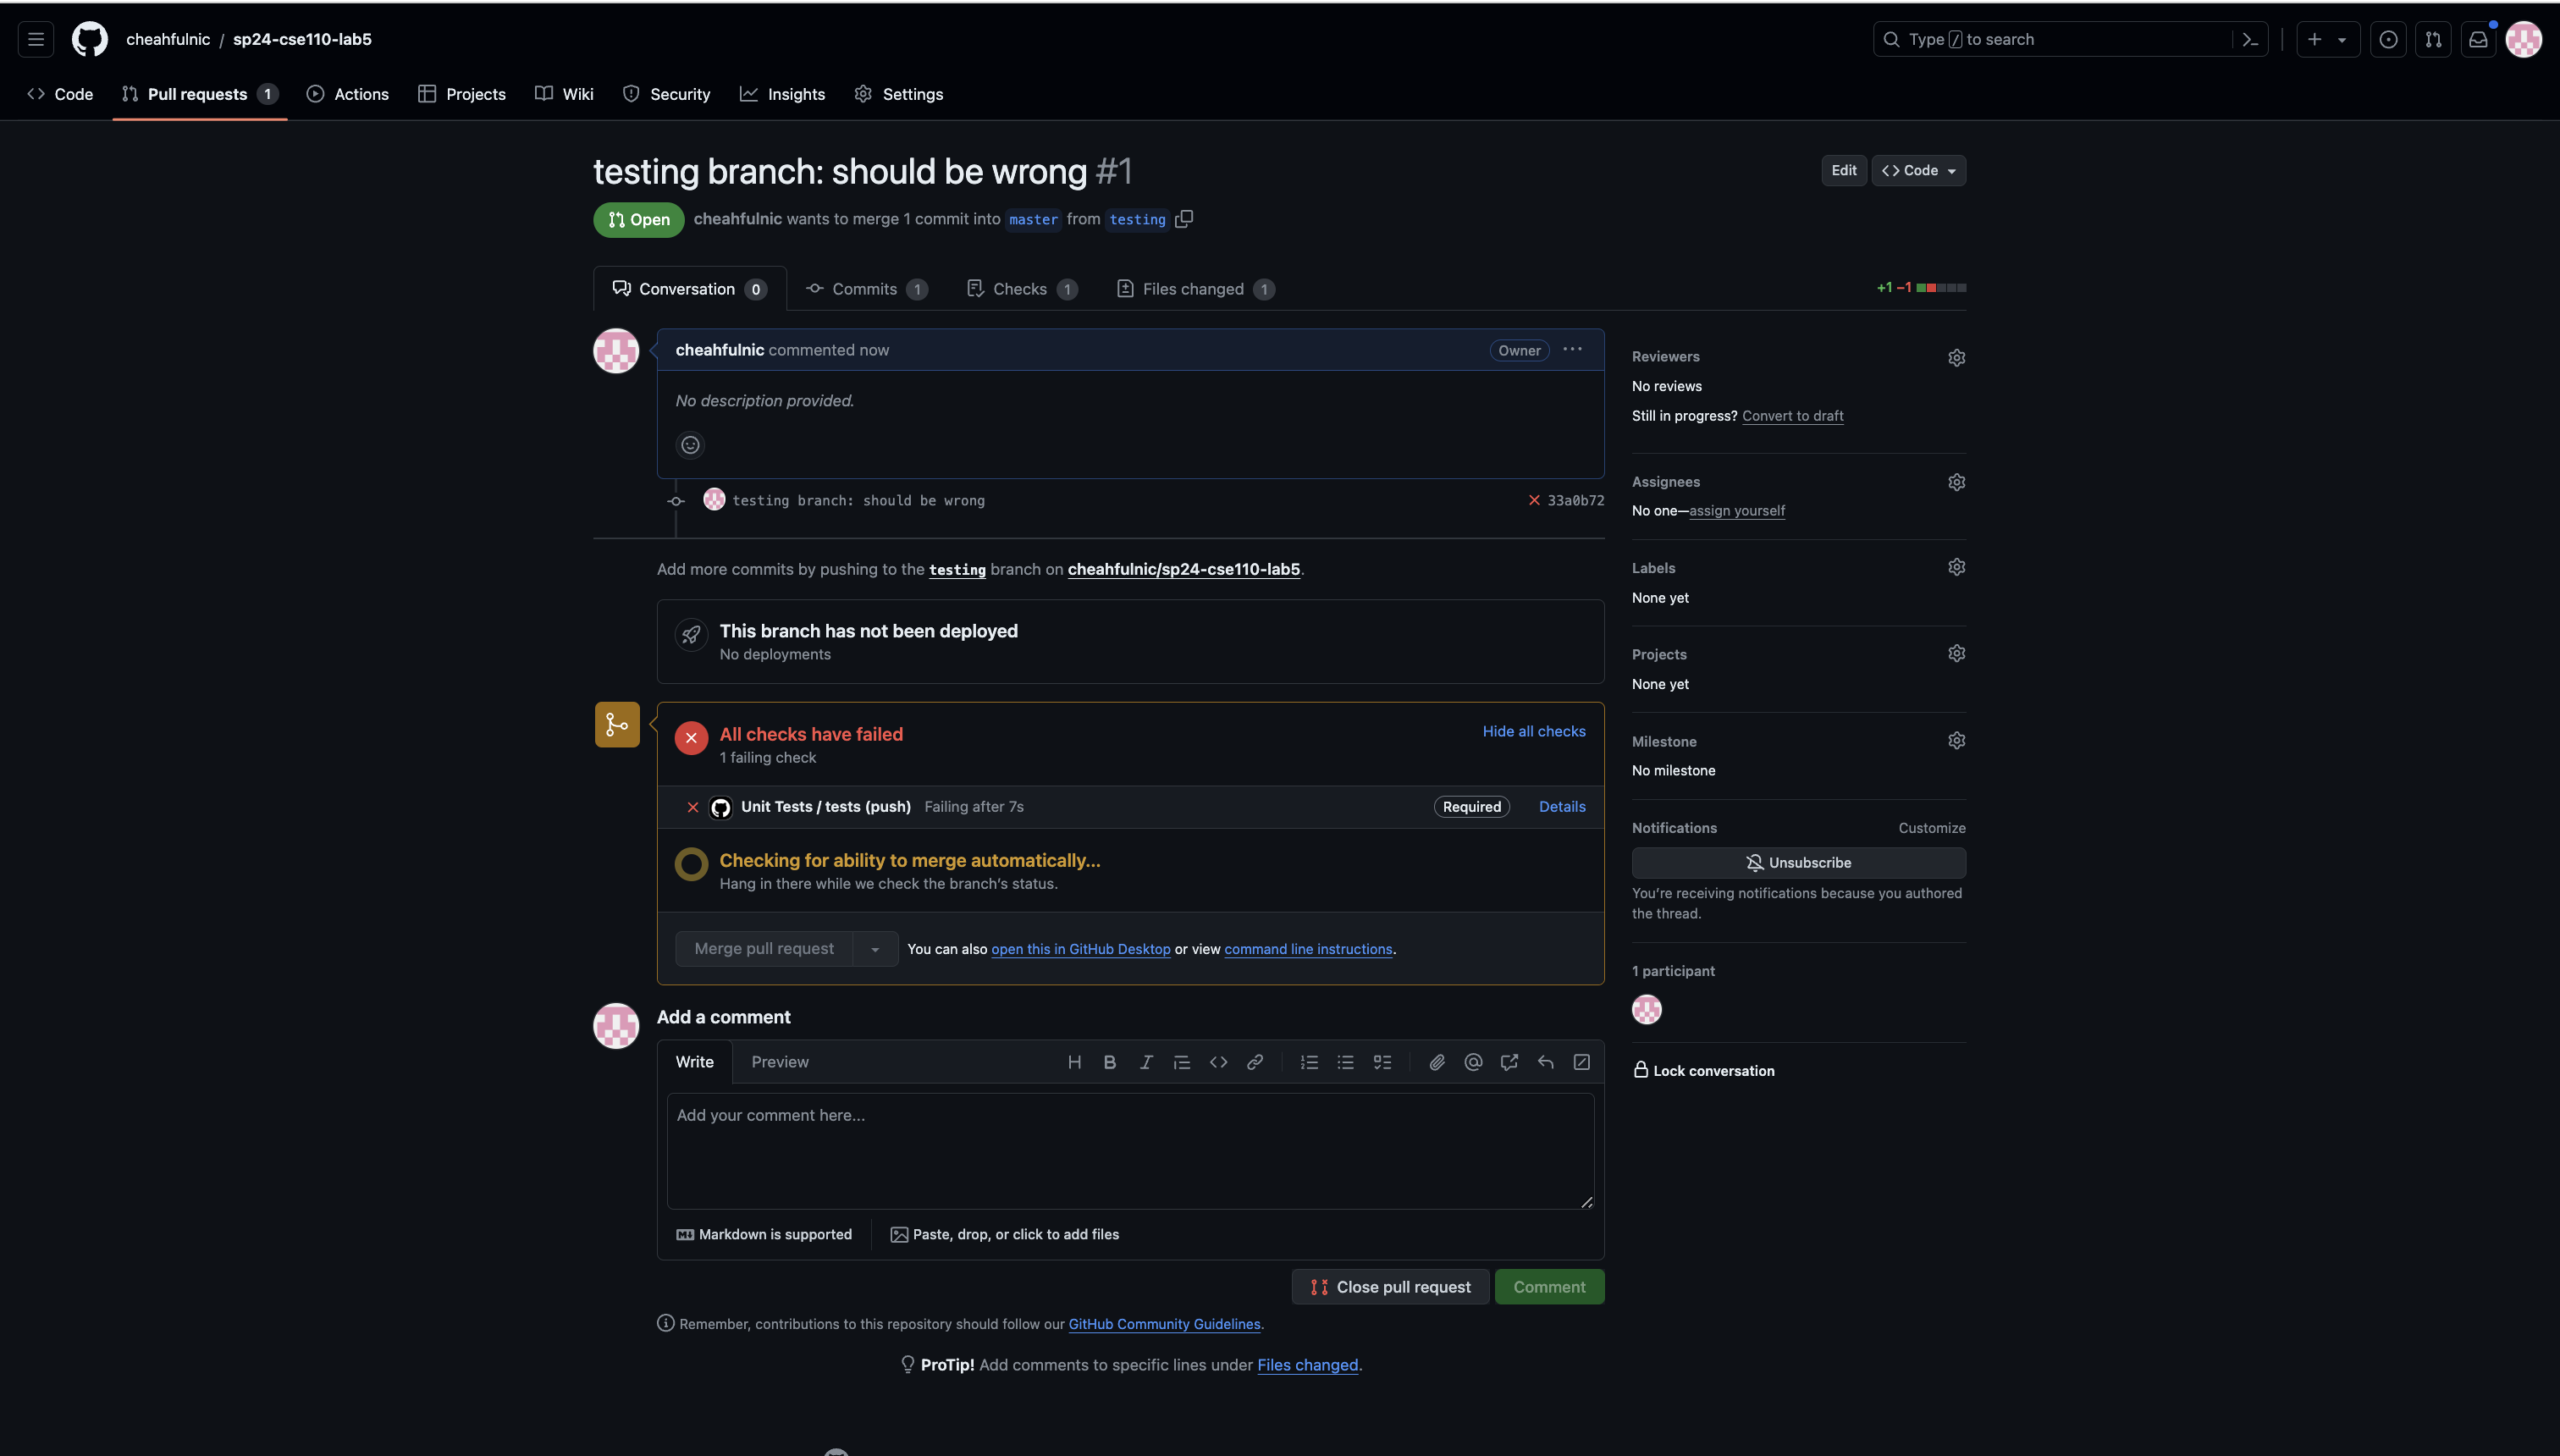 cheahfulnic / sp24-cse110-lab5
Type / to search
Code
Pull requests 1
Actions
Projects
Wiki
Security
Insights
Settings
testing branch: should be wrong #1
Edit
Code
Open
cheahfulnic wants to merge 1 commit into master from testing
Conversation 0
Commits 1
Checks 1
Files changed 1
+1 −1
cheahfulnic commented now
Owner
No description provided.
testing branch: should be wrong
33a0b72
Add more commits by pushing to the testing branch on cheahfulnic/sp24-cse110-lab5.
This branch has not been deployed
No deployments
All checks have failed
Hide all checks
1 failing check
Unit Tests / tests (push) Failing after 7s
Required
Details
Checking for ability to merge automatically...
Hang in there while we check the branch's status.
Merge pull request
You can also open this in GitHub Desktop or view command line instructions.
Add a comment
Write
Preview
H B I
Add your comment here...
Markdown is supported
Paste, drop, or click to add files
Close pull request
Comment
Remember, contributions to this repository should follow our GitHub Community Guidelines.
ProTip! Add comments to specific lines under Files changed.
Reviewers
No reviews
Still in progress? Convert to draft
Assignees
No one—assign yourself
Labels
None yet
Projects
None yet
Milestone
No milestone
Notifications
Customize
Unsubscribe
You're receiving notifications because you authored
the thread.
1 participant
Lock conversation